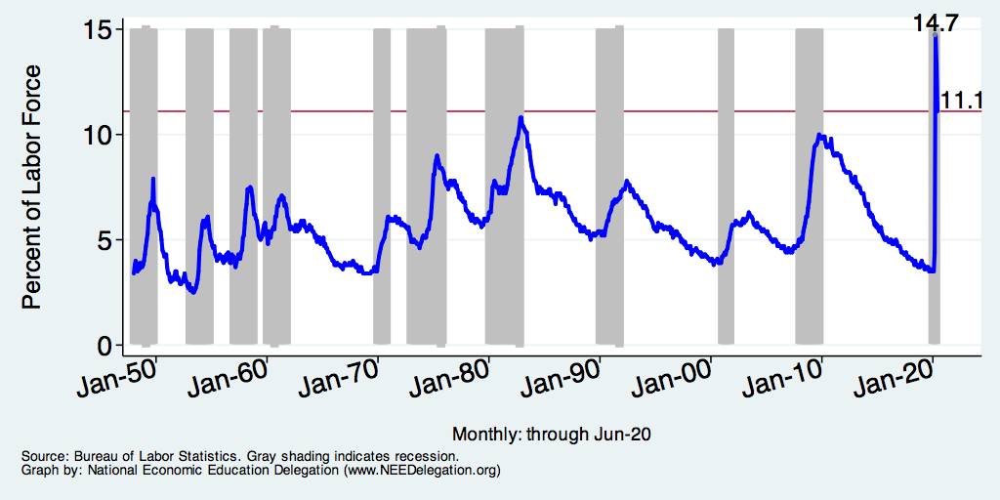 14.7
15
11.1
10
5
0
Percent of Labor Force
Jan-50 Jan-60 Jan-70 Jan-80 Jan-90 Jan-00 Jan-10 Jan-20
Monthly: through Jun-20
Source: Bureau of Labor Statistics. Gray shading indicates recession.
Graph by: National Economic Education Delegation (www.NEEDelegation.org)